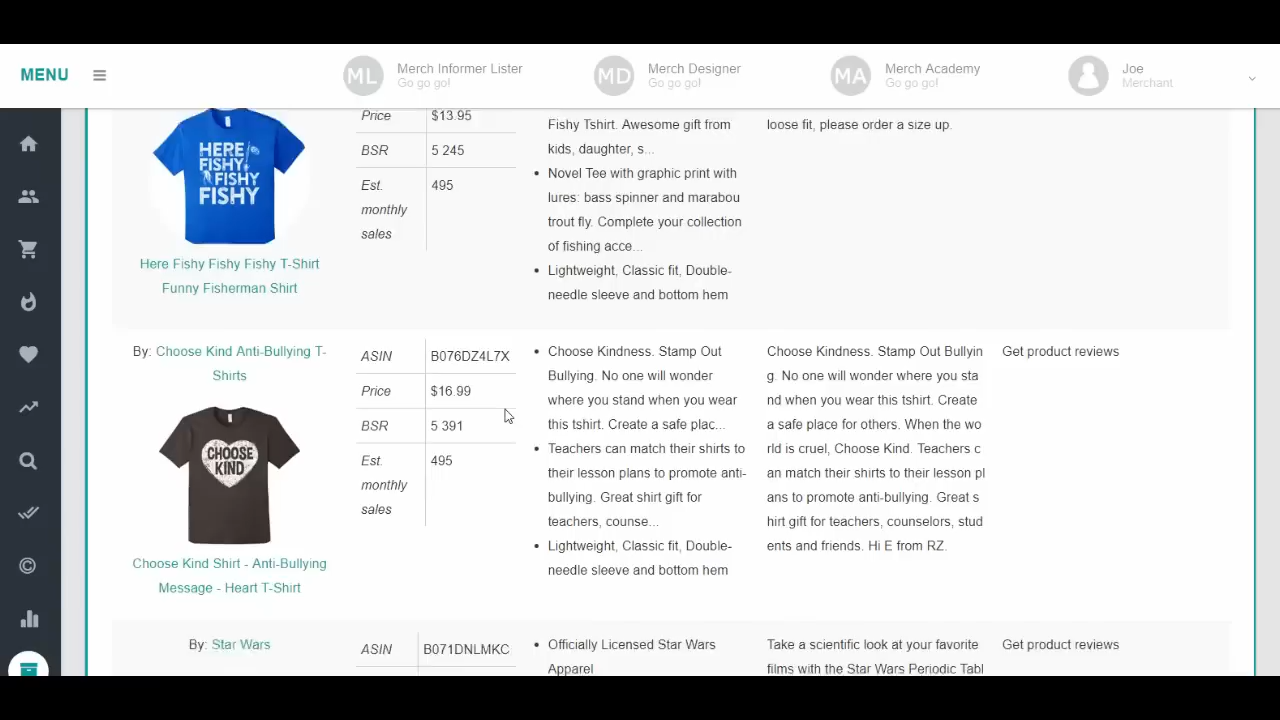 MENU
ML
Merch Informer Lister
Go go go!
MD
Merch Designer
Go go go!
MA
Merch Academy
Go go go!
Joe
Merchant
HERE
FISHY
FISHY
FISHY
Here Fishy Fishy Fishy T-Shirt
Funny Fisherman Shirt
Price $13.95
BSR 5 245
Est. 495
monthly
sales
Fishy Tshirt. Awesome gift from
kids, daughter, s...
Novel Tee with graphic print with
lures: bass spinner and marabou
trout fly. Complete your collection
of fishing acce...
Lightweight, Classic fit, Double-
needle sleeve and bottom hem
loose fit, please order a size up.
By: Choose Kind Anti-Bullying T-
Shirts
CHOOSE
KIND
Choose Kind Shirt - Anti-Bullying
Message - Heart T-Shirt
ASIN B076DZ4L7X
Price $16.99
BSR 5 391
Est. 495
monthly
sales
Choose Kindness. Stamp Out
Bullying. No one will wonder
where you stand when you wear
this tshirt. Create a safe plac...
Teachers can match their shirts to
their lesson plans to promote anti-
bullying. Great shirt gift for
teachers, counse...
Lightweight, Classic fit, Double-
needle sleeve and bottom hem
Choose Kindness. Stamp Out Bullyin
g. No one will wonder where you sta
nd when you wear this tshirt. Create
a safe place for others. When the wo
rld is cruel, Choose Kind. Teachers c
an match their shirts to their lesson pl
ans to promote anti-bullying. Great s
hirt gift for teachers, counselors, stud
ents and friends. Hi E from RZ.
Get product reviews
By: Star Wars
ASIN B071DNLMKC
Officially Licensed Star Wars
Apparel
Take a scientific look at your favorite
films with the Star Wars Periodic Tabl
Get product reviews